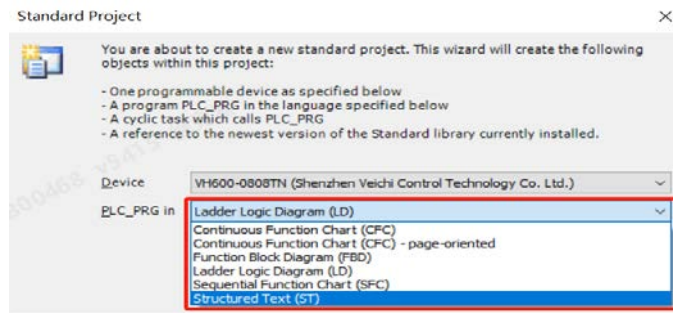 Standard Project
You are about to create a new standard project. This wizard will create the following
objects within this project:
- One programmable device as specified below
- A program PLC_PRG in the language specified below
- A cyclic task which calls PLC_PRG
- A reference to the newest version of the Standard library currently installed.
Device VH600-0808TN (Shenzhen Veichi Control Technology Co. Ltd.)
PLC_PRG in Ladder Logic Diagram (LD)
Continuous Function Chart (CFC)
Continuous Function Chart (CFC) - page-oriented
Function Block Diagram (FBD)
Ladder Logic Diagram (LD)
Sequential Function Chart (SFC)
Structured Text (ST)